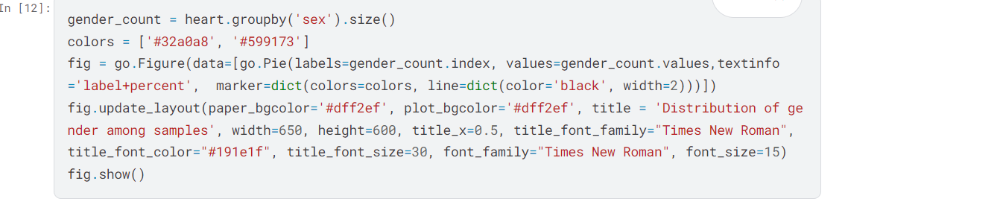 In [12]:
gender_count = heart.groupby('sex').size()
colors = ['#32a0a8', '#599173']
fig = go.Figure(data=[go.Pie(labels=gender_count.index, values=gender_count.values,textinfo
='label+percent',  marker=dict(colors=colors, line=dict(color='black', width=2)))])
fig.update_layout(paper_bgcolor='#dff2ef', plot_bgcolor='#dff2ef', title = 'Distribution of ge
nder among samples', width=650, height=600, title_x=0.5, title_font_family="Times New Roman",
title_font_color="#191e1f", title_font_size=30, font_family="Times New Roman", font_size=15)
fig.show()